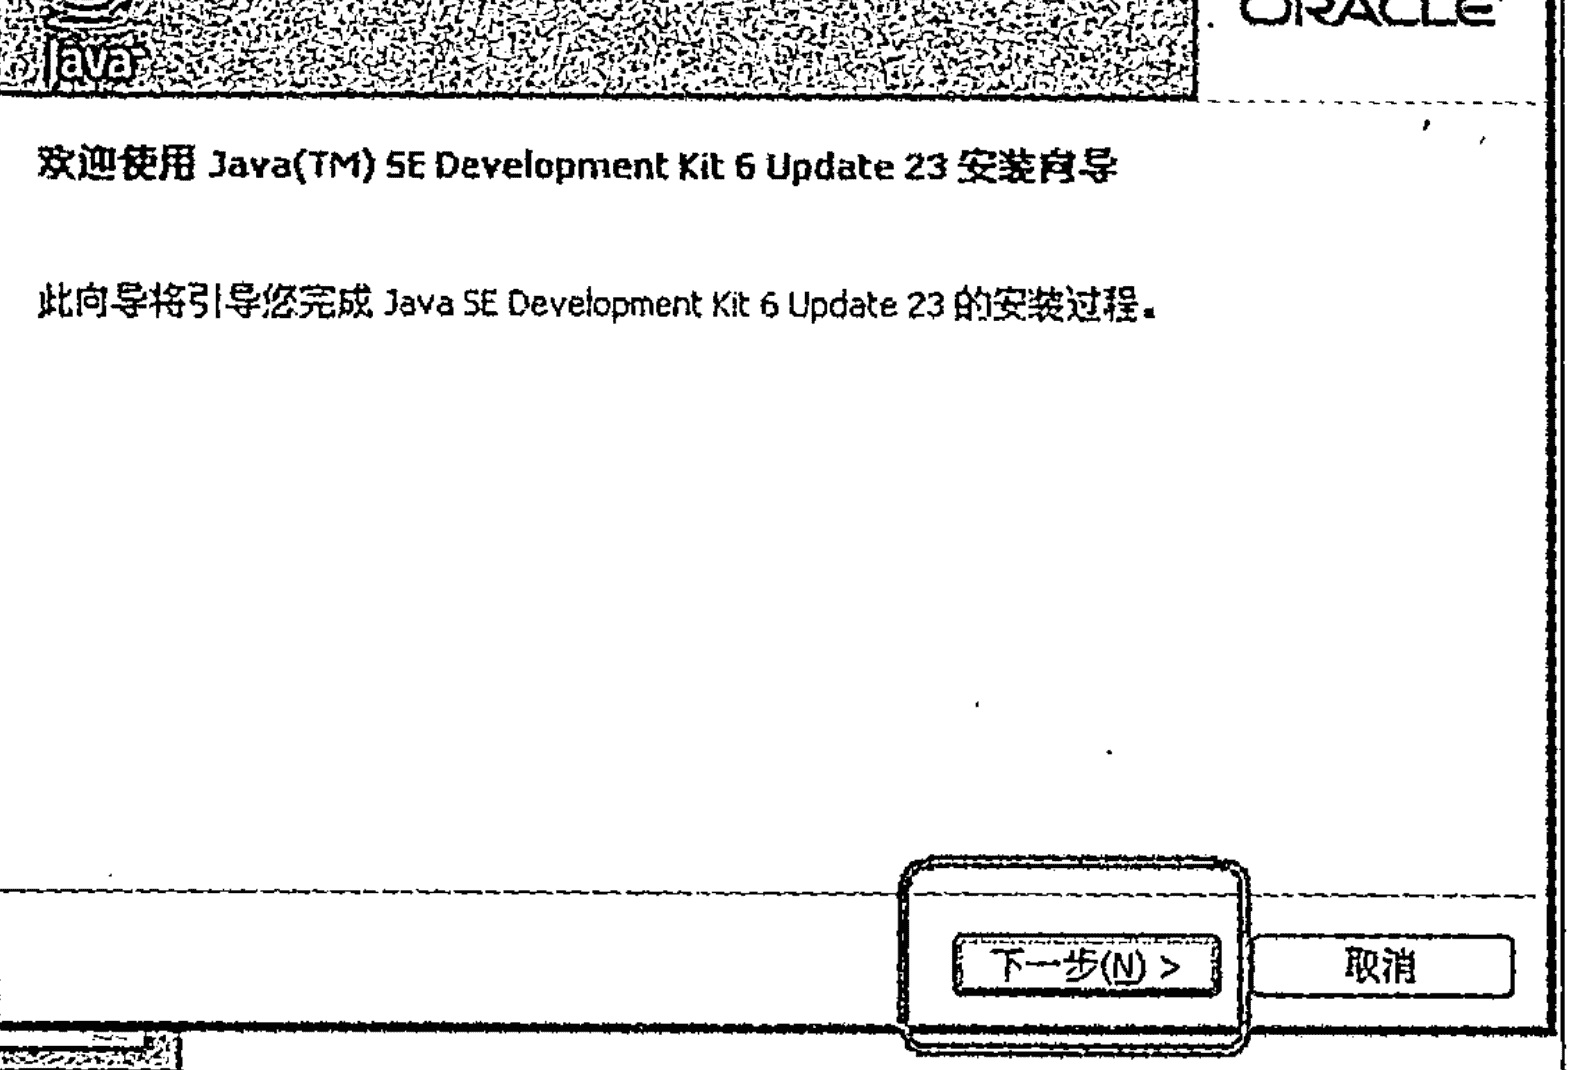 ORACLE
Java
欢迎使用 Java(TM) SE Development Kit 6 Update 23 安装向导
此向导将引导您完成 Java SE Development Kit 6 Update 23 的安装过程。
下一步(N) >
取消